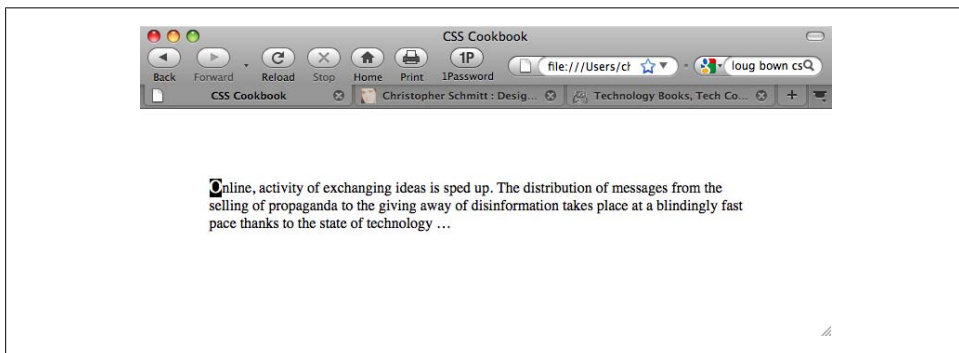 CSS Cookbook
1P
file:///Users/ch
loug bown csQ
Back Forward Reload Stop Home Print 1Password
CSS Cookbook Christopher Schmitt : Desig... Technology Books, Tech Co... +
Online, activity of exchanging ideas is sped up. The distribution of messages from the
selling of propaganda to the giving away of disinformation takes place at a blindingly fast
pace thanks to the state of technology …